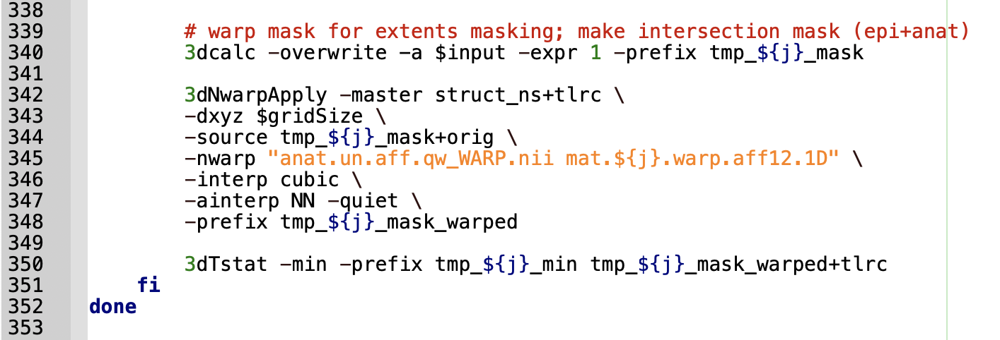 338
339 # warp mask for extents masking; make intersection mask (epi+anat)
340 3dcalc -overwrite -a $input -expr 1 -prefix tmp_${j}_mask
341
342 3dNwarpApply -master struct_ns+tlrc \
343 -dxyz $gridSize \
344 -source tmp_${j}_mask+orig \
345 -nwarp "anat.un.aff.qw_WARP.nii mat.${j}.warp.aff12.1D" \
346 -interp cubic \
347 -ainterp NN -quiet \
348 -prefix tmp_${j}_mask_warped
349
350 3dTstat -min -prefix tmp_${j}_min tmp_${j}_mask_warped+tlrc
351 fi
352 done
353